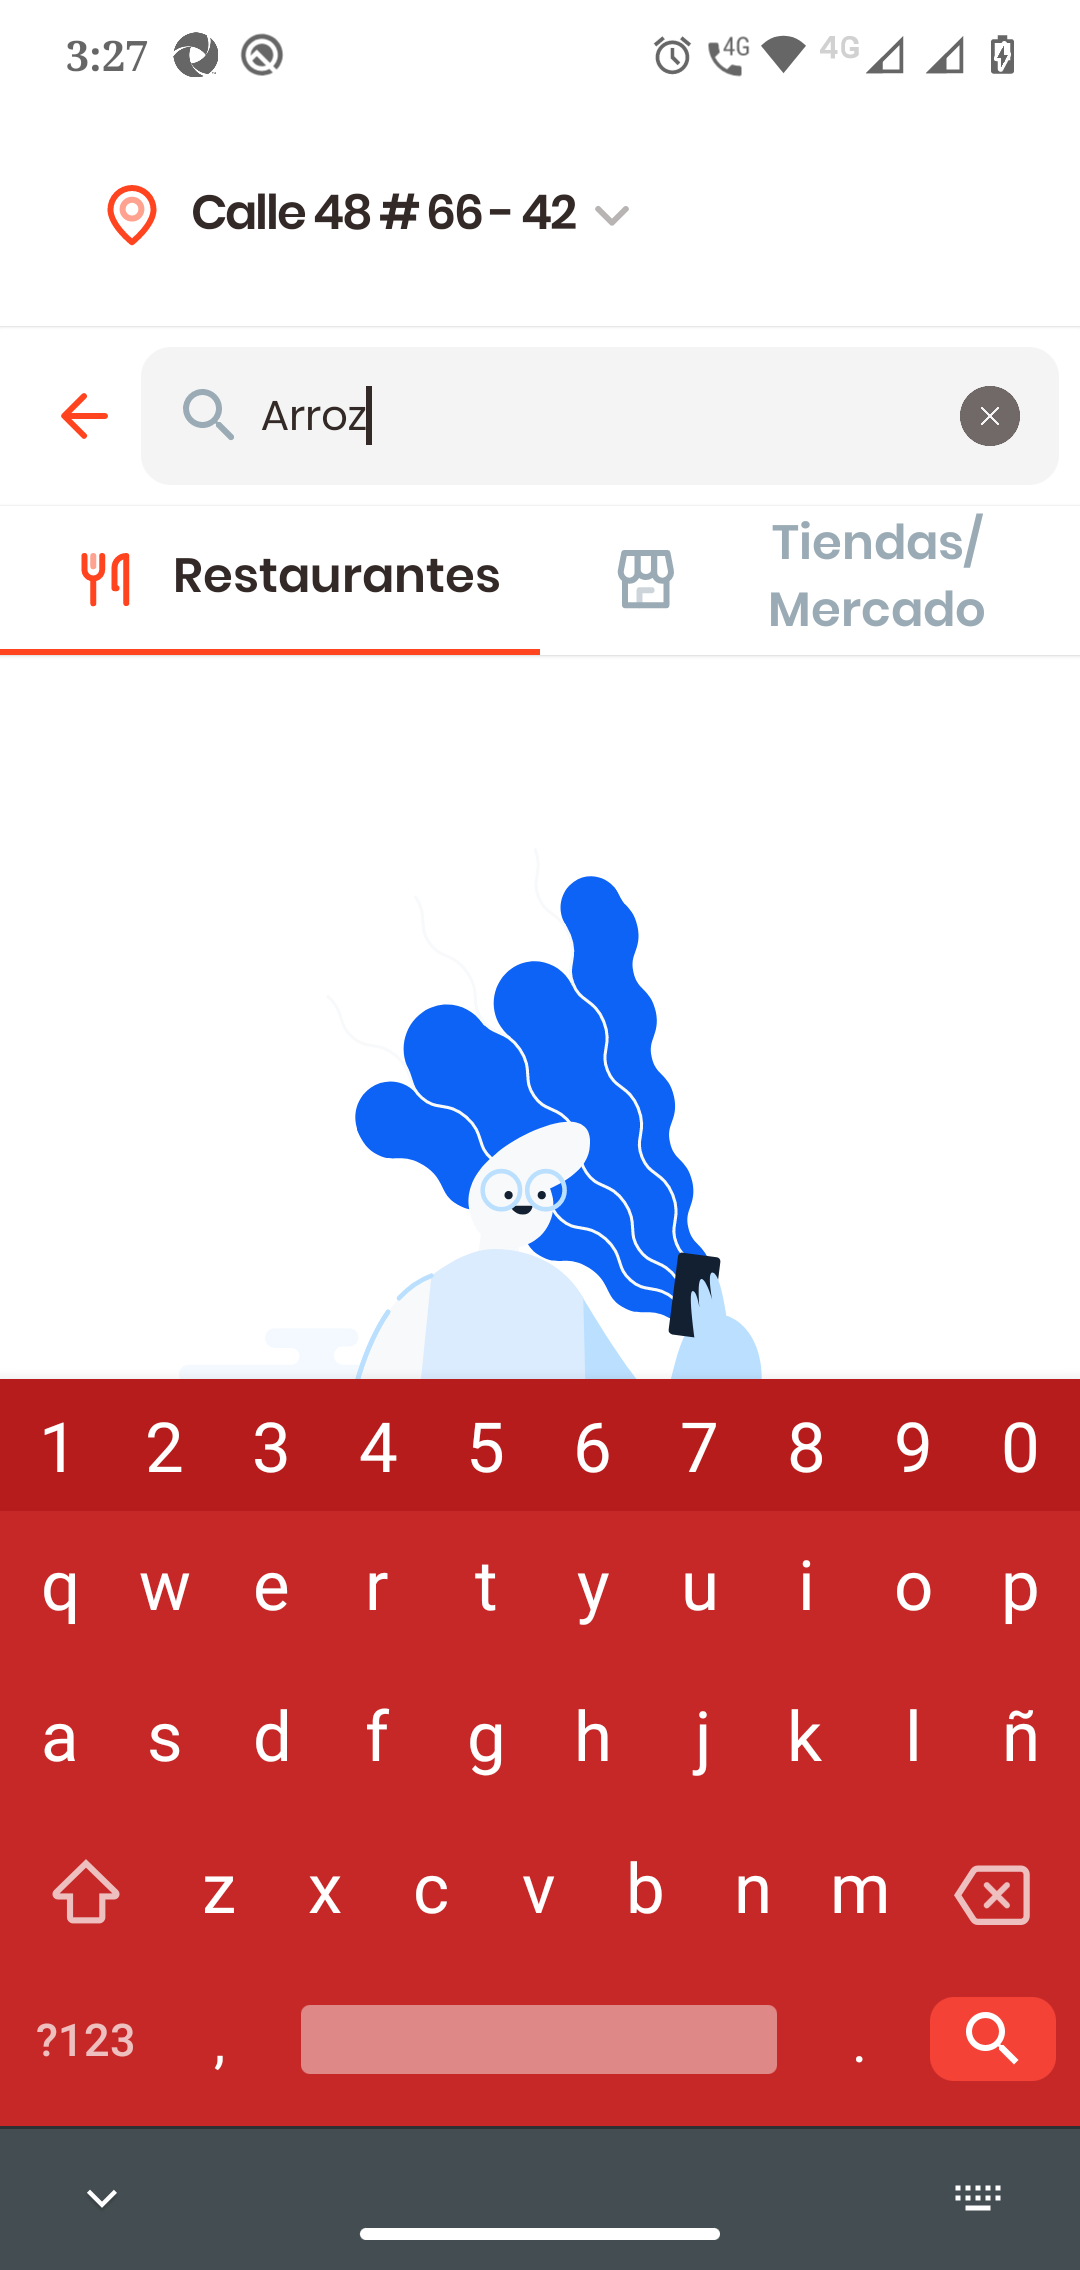 3:27 4G 4G
Calle 48 # 66 - 42
Arroz
Restaurantes
Tiendas/
Mercado
1 2 3 4 5 6 7 8 9 0
q w e r t y u i o p
a s d f g h j k l ñ
z x c v b n m
?123 , .